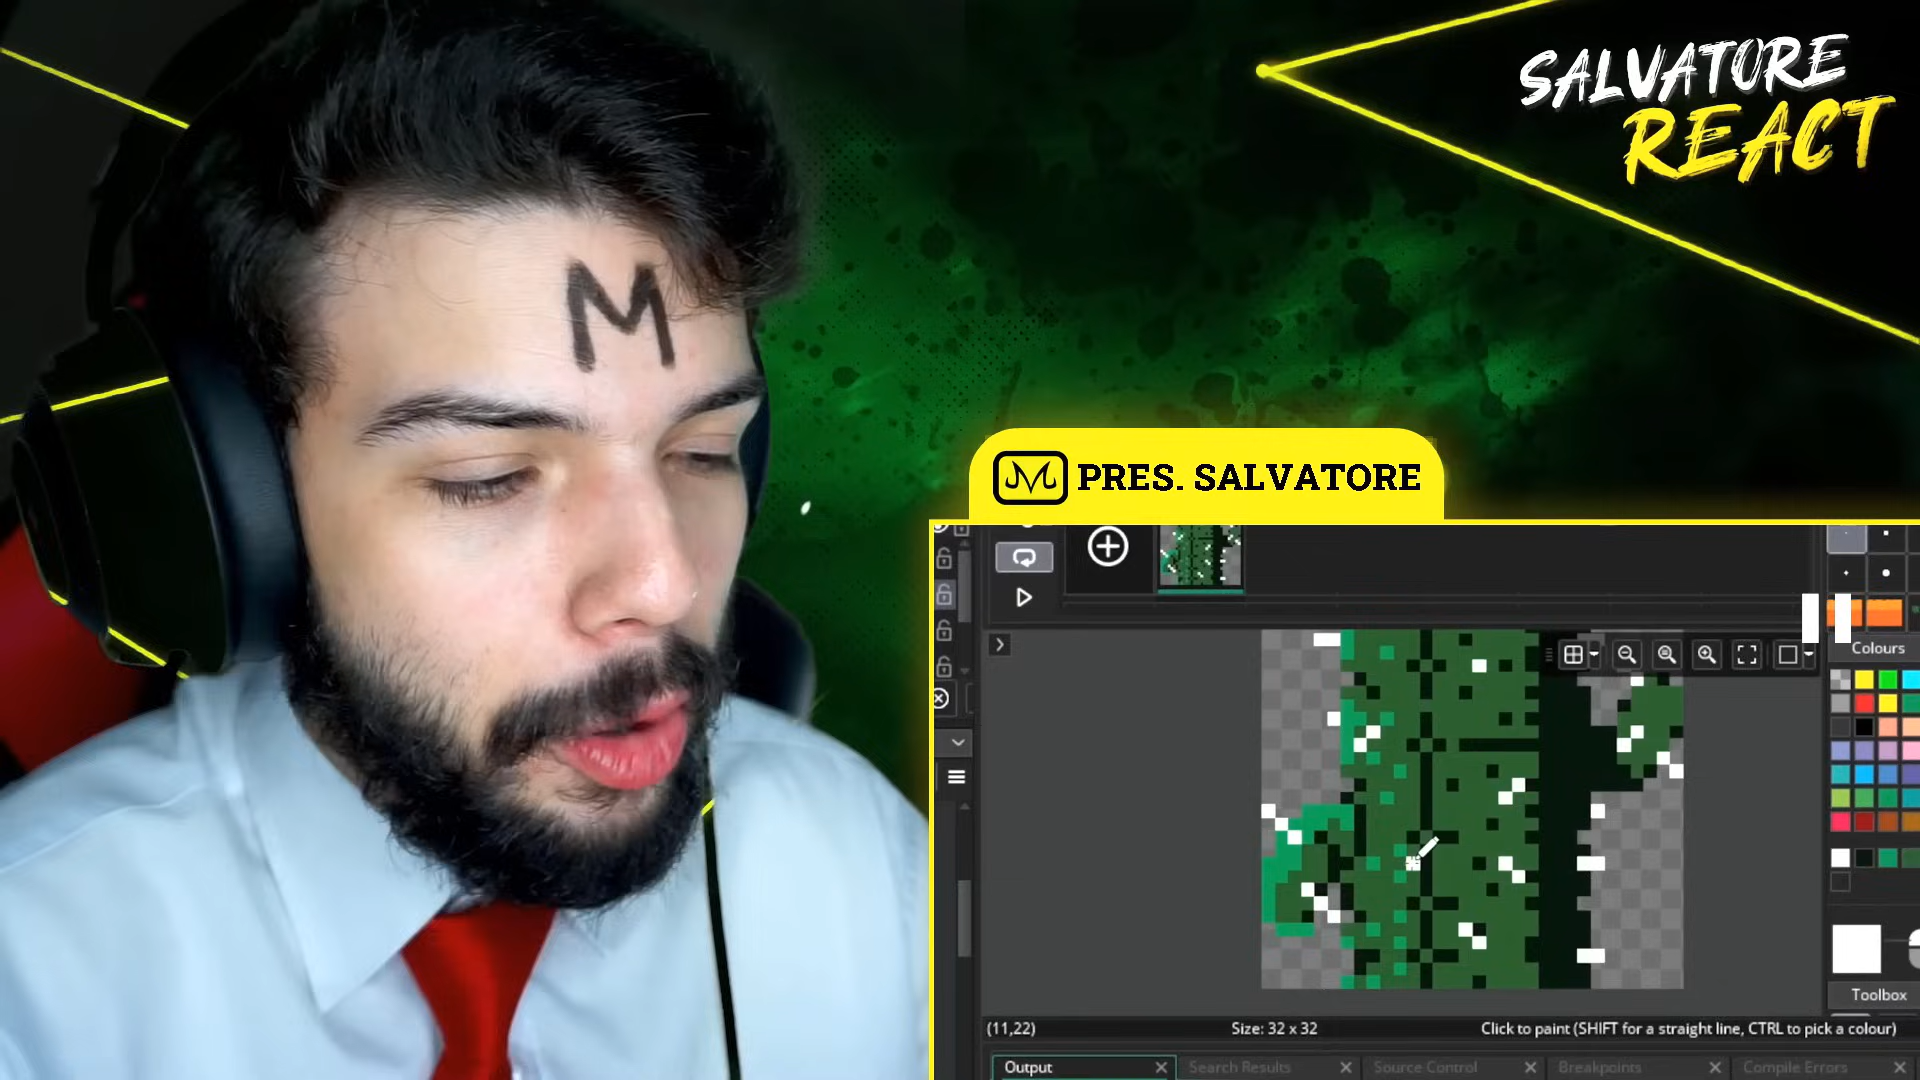 SALVATORE
REACT
M
PRES. SALVATORE
Colours
Toolbox
(11,22)
Size: 32 x 32
Click to paint (SHIFT for a straight line, CTRL to pick a colour)
Output
Search Results
Source Control
Breakpoints
Compile Errors